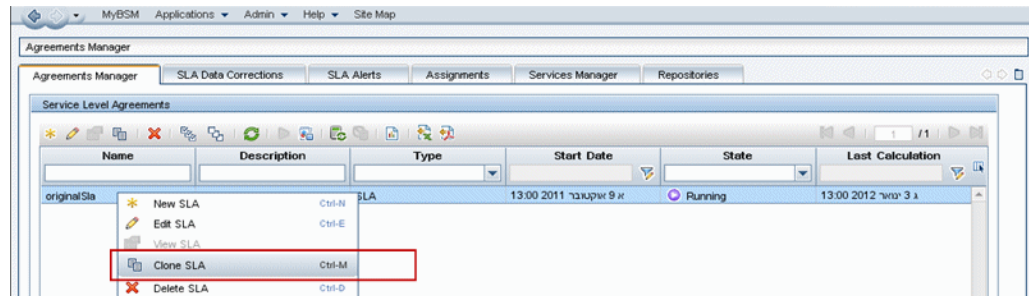 MyBSM Applications Admin Help Site Map
Agreements Manager
Agreements Manager SLA Data Corrections SLA Alerts Assignments Services Manager Repositories
Service Level Agreements
1 /1
Name Description Type Start Date State Last Calculation
originalSla SLA א 9 אוקטובר 2011 13:00 Running ג 3 ינואר 2012 13:00
New SLA Ctrl-N
Edit SLA Ctrl-E
View SLA
Clone SLA Ctrl-M
Delete SLA Ctrl-D